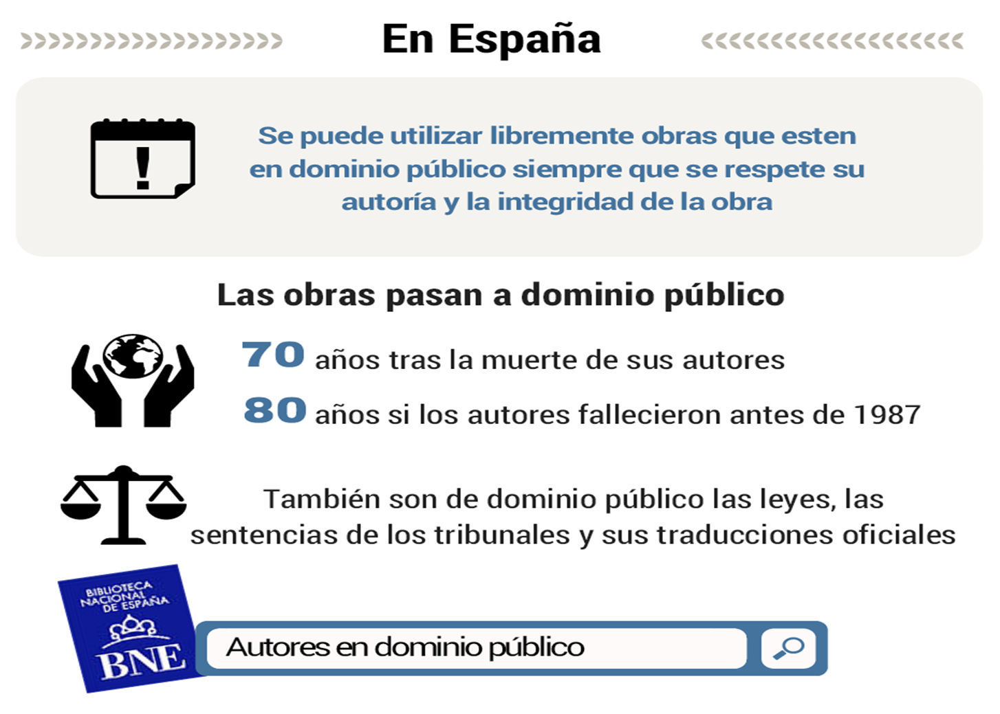 En España
Se puede utilizar libremente obras que esten
en dominio público siempre que se respete su
autoría y la integridad de la obra
Las obras pasan a dominio público
70 años tras la muerte de sus autores
80 años si los autores fallecieron antes de 1987
También son de dominio público las leyes, las
sentencias de los tribunales y sus traducciones oficiales
BIBLIOTECA
NACIONAL
DE ESPAÑA
BNE
Autores en dominio público